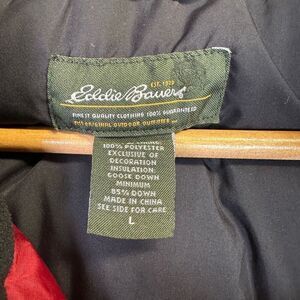 EST. 1920
Eddie Bauer
FINEST QUALITY CLOTHING 100% GUARANTEED
THE ORIGINAL OUTDOOR OUTFITTER
100% POLYESTER
EXCLUSIVE OF
DECORATION
INSULATION:
GOOSE DOWN
MINIMUM
85% DOWN
MADE IN CHINA
SEE SIDE FOR CARE
L